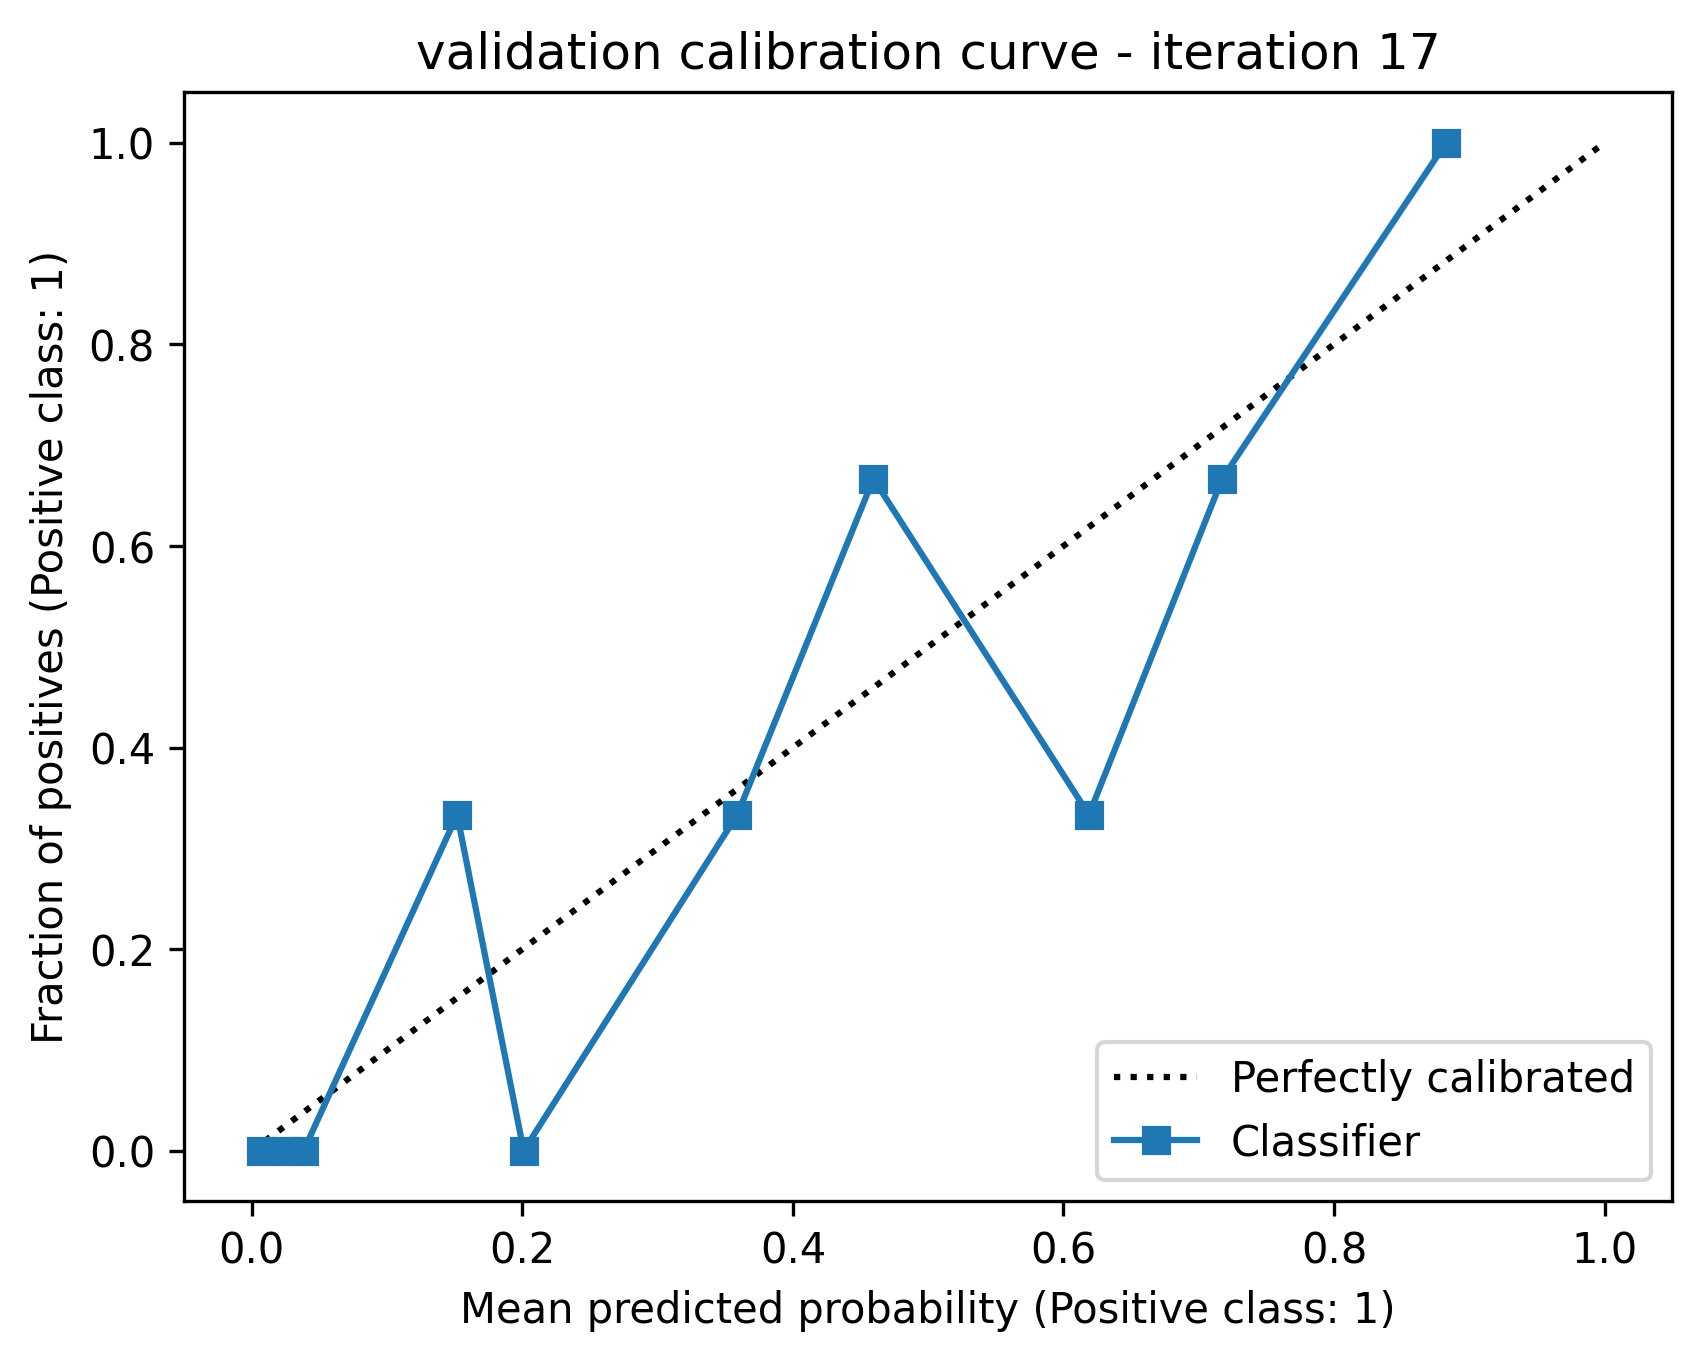 validation calibration curve - iteration 17
Fraction of positives (Positive class: 1)
1.0
0.8
0.6
0.4
0.2
0.0
Perfectly calibrated
Classifier
0.0 0.2 0.4 0.6 0.8 1.0
Mean predicted probability (Positive class: 1)